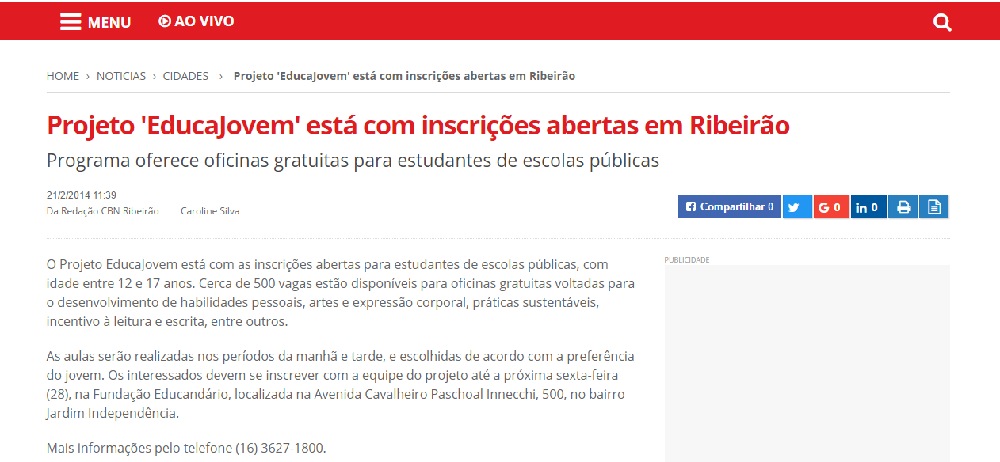 MENU AO VIVO
HOME › NOTICIAS › CIDADES › Projeto 'EducaJovem' está com inscrições abertas em Ribeirão
Projeto 'EducaJovem' está com inscrições abertas em Ribeirão
Programa oferece oficinas gratuitas para estudantes de escolas públicas
21/2/2014 11:39
Da Redação CBN Ribeirão Caroline Silva
Compartilhar 0 G 0 in 0
O Projeto EducaJovem está com as inscrições abertas para estudantes de escolas públicas, com
idade entre 12 e 17 anos. Cerca de 500 vagas estão disponíveis para oficinas gratuitas voltadas para
o desenvolvimento de habilidades pessoais, artes e expressão corporal, práticas sustentáveis,
incentivo à leitura e escrita, entre outros.
As aulas serão realizadas nos períodos da manhã e tarde, e escolhidas de acordo com a preferência
do jovem. Os interessados devem se inscrever com a equipe do projeto até a próxima sexta-feira
(28), na Fundação Educandário, localizada na Avenida Cavalheiro Paschoal Innecchi, 500, no bairro
Jardim Independência.
Mais informações pelo telefone (16) 3627-1800.
PUBLICIDADE